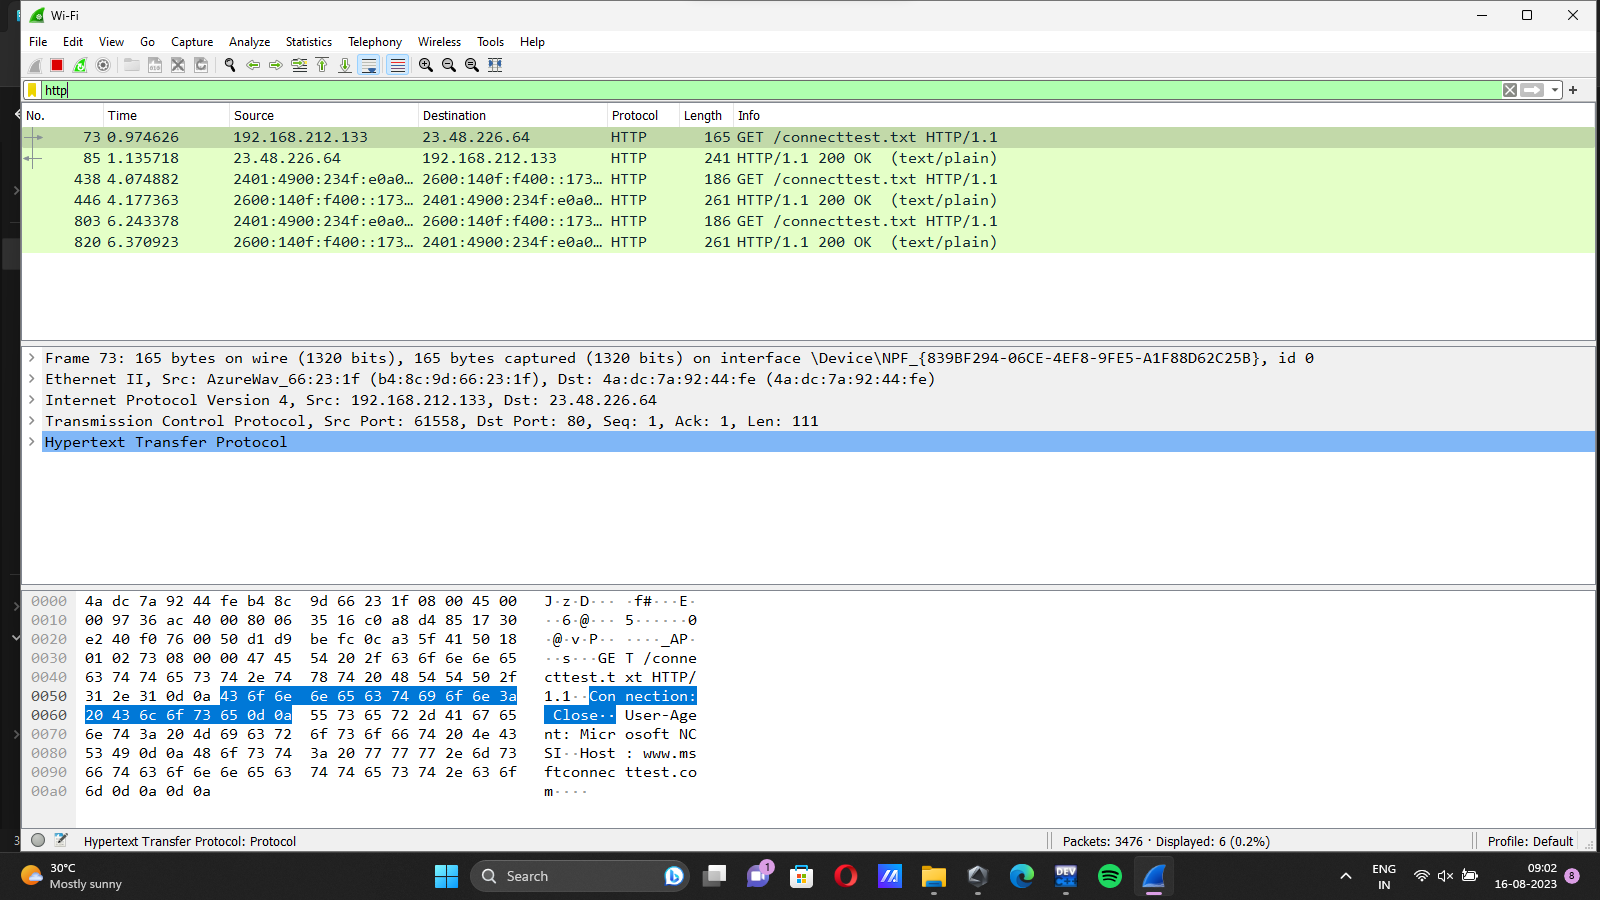 Wi-Fi
File Edit View Go Capture Analyze Statistics Telephony Wireless Tools Help
http
No. Time Source Destination Protocol Length Info
73 0.974626 192.168.212.133 23.48.226.64 HTTP 165 GET /connecttest.txt HTTP/1.1
85 1.135718 23.48.226.64 192.168.212.133 HTTP 241 HTTP/1.1 200 OK (text/plain)
438 4.074882 2401:4900:234f:e0a0… 2600:140f:f400::173… HTTP 186 GET /connecttest.txt HTTP/1.1
446 4.177363 2600:140f:f400::173… 2401:4900:234f:e0a0… HTTP 261 HTTP/1.1 200 OK (text/plain)
803 6.243378 2401:4900:234f:e0a0… 2600:140f:f400::173… HTTP 186 GET /connecttest.txt HTTP/1.1
820 6.370923 2600:140f:f400::173… 2401:4900:234f:e0a0… HTTP 261 HTTP/1.1 200 OK (text/plain)
Frame 73: 165 bytes on wire (1320 bits), 165 bytes captured (1320 bits) on interface \Device\NPF_{839BF294-06CE-4EF8-9FE5-A1F88D62C25B}, id 0
Ethernet II, Src: AzureWav_66:23:1f (b4:8c:9d:66:23:1f), Dst: 4a:dc:7a:92:44:fe (4a:dc:7a:92:44:fe)
Internet Protocol Version 4, Src: 192.168.212.133, Dst: 23.48.226.64
Transmission Control Protocol, Src Port: 61558, Dst Port: 80, Seq: 1, Ack: 1, Len: 111
Hypertext Transfer Protocol
0000 4a dc 7a 92 44 fe b4 8c 9d 66 23 1f 08 00 45 00 J·z·D··· ·f#···E·
0010 00 97 36 ac 40 00 80 06 35 16 c0 a8 d4 85 17 30 ··6·@··· 5······0
0020 e2 40 f0 76 00 50 d1 d9 be fc 0c a3 5f 41 50 18 ·@·v·P·· ····_AP·
0030 01 02 73 08 00 00 47 45 54 20 2f 63 6f 6e 6e 65 ··s···GE T /conne
0040 63 74 74 65 73 74 2e 74 78 74 20 48 54 54 50 2f cttest.t xt HTTP/
0050 31 2e 31 0d 0a 43 6f 6e 6e 65 63 74 69 6f 6e 3a 1.1··Con nection:
0060 20 43 6c 6f 73 65 0d 0a 55 73 65 72 2d 41 67 65 Close·· User-Age
0070 6e 74 3a 20 4d 69 63 72 6f 73 6f 66 74 20 4e 43 nt: Micr osoft NC
0080 53 49 0d 0a 48 6f 73 74 3a 20 77 77 77 2e 6d 73 SI··Host : www.ms
0090 66 74 63 6f 6e 6e 65 63 74 74 65 73 74 2e 63 6f ftconnec ttest.co
00a0 6d 0d 0a 0d 0a m····
Hypertext Transfer Protocol: Protocol Packets: 3476 · Displayed: 6 (0.2%) Profile: Default
30°C
Mostly sunny
Search
1
DEV
ENG
IN
09:02
16-08-2023
8